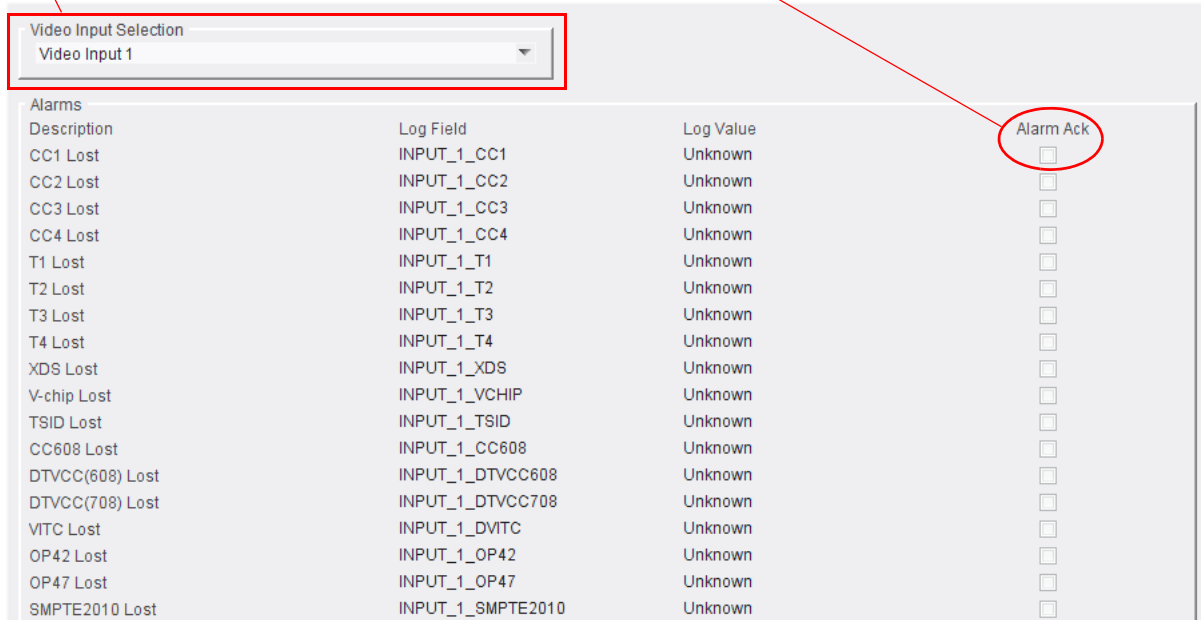 Video Input Selection
Video Input 1
Alarms
Description Log Field Log Value Alarm Ack
CC1 Lost INPUT_1_CC1 Unknown
CC2 Lost INPUT_1_CC2 Unknown
CC3 Lost INPUT_1_CC3 Unknown
CC4 Lost INPUT_1_CC4 Unknown
T1 Lost INPUT_1_T1 Unknown
T2 Lost INPUT_1_T2 Unknown
T3 Lost INPUT_1_T3 Unknown
T4 Lost INPUT_1_T4 Unknown
XDS Lost INPUT_1_XDS Unknown
V-chip Lost INPUT_1_VCHIP Unknown
TSID Lost INPUT_1_TSID Unknown
CC608 Lost INPUT_1_CC608 Unknown
DTVCC(608) Lost INPUT_1_DTVCC608 Unknown
DTVCC(708) Lost INPUT_1_DTVCC708 Unknown
VITC Lost INPUT_1_DVITC Unknown
OP42 Lost INPUT_1_OP42 Unknown
OP47 Lost INPUT_1_OP47 Unknown
SMPTE2010 Lost INPUT_1_SMPTE2010 Unknown